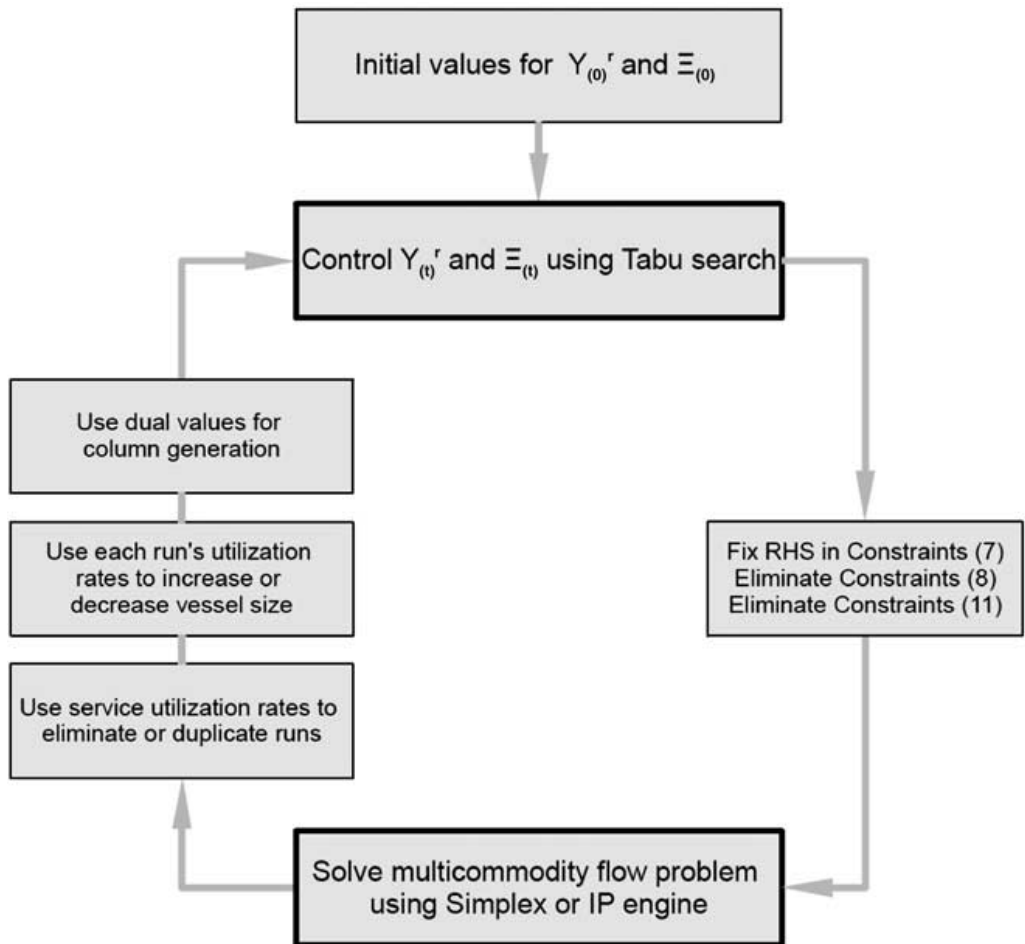 Initial values for Y(0)ʳ and Ξ(0)
Control Y(t)ʳ and Ξ(t) using Tabu search
Use dual values for
column generation
Use each run's utilization
rates to increase or
decrease vessel size
Use service utilization rates to
eliminate or duplicate runs
Fix RHS in Constraints (7)
Eliminate Constraints (8)
Eliminate Constraints (11)
Solve multicommodity flow problem
using Simplex or IP engine